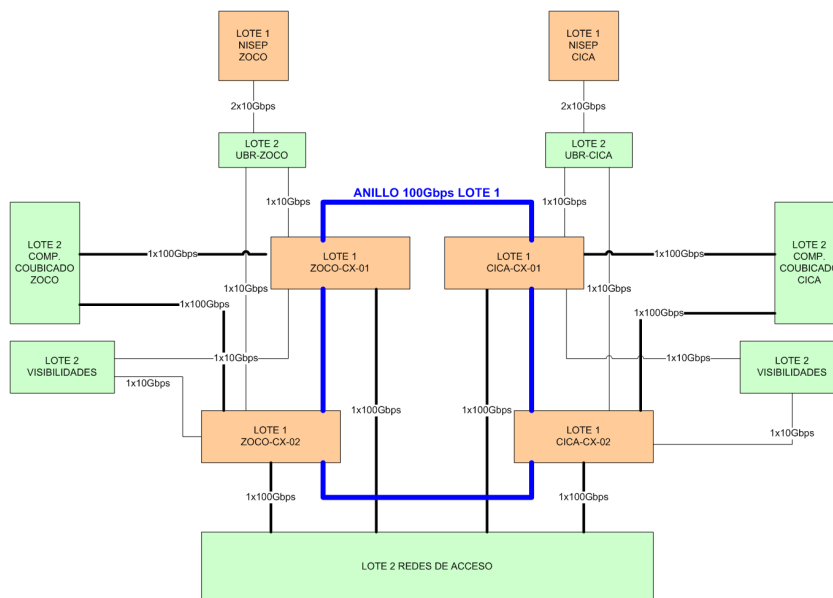 LOTE 1
NISEP
ZOCO
LOTE 1
NISEP
CICA
2x10Gbps
2x10Gbps
LOTE 2
UBR-ZOCO
LOTE 2
UBR-CICA
ANILLO 100Gbps LOTE 1
1x10Gbps
1x10Gbps
LOTE 2
COMP.
COUBICADO
ZOCO
1x100Gbps
LOTE 1
ZOCO-CX-01
LOTE 1
CICA-CX-01
1x100Gbps
LOTE 2
COMP.
COUBICADO
CICA
1x10Gbps
1x10Gbps
1x100Gbps
1x100Gbps
LOTE 2
VISIBILIDADES
1x10Gbps
1x10Gbps
LOTE 2
VISIBILIDADES
1x10Gbps
1x100Gbps
1x100Gbps
LOTE 1
ZOCO-CX-02
LOTE 1
CICA-CX-02
1x10Gbps
1x100Gbps
1x100Gbps
LOTE 2 REDES DE ACCESO